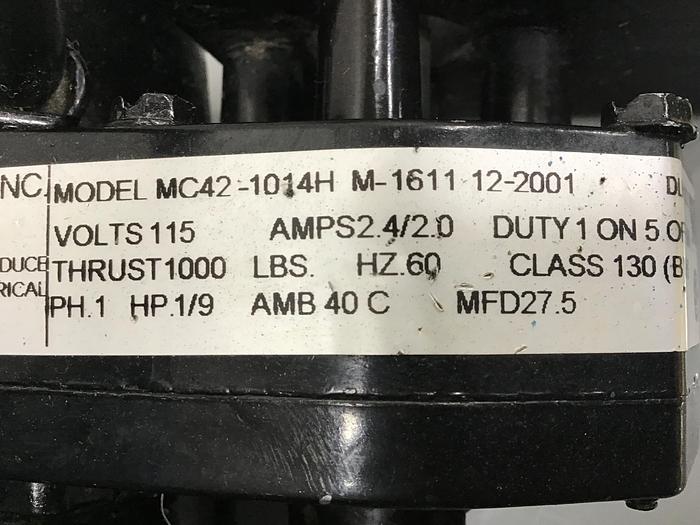 NC. MODEL MC42-1014H M-1611 12-2001
VOLTS 115 AMPS2.4/2.0 DUTY 1 ON 5 O
DUCE THRUST1000 LBS. HZ.60 CLASS 130 (B
RICAL PH.1 HP.1/9 AMB 40 C MFD27.5